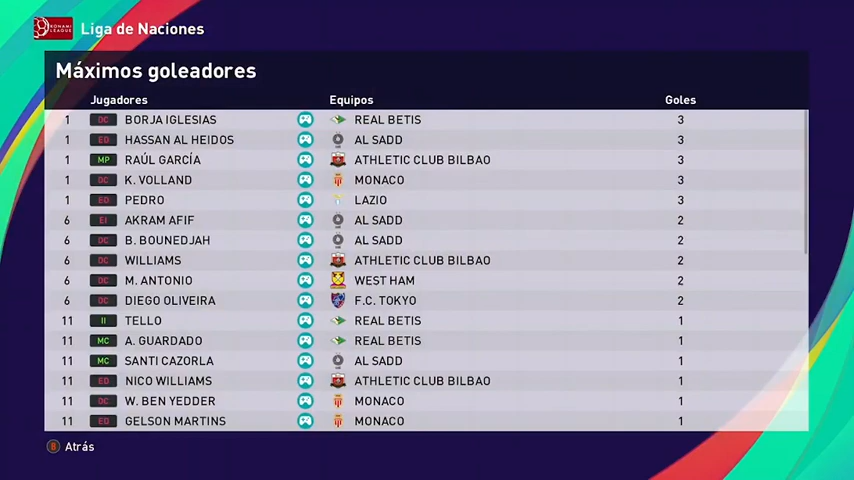 KONAMI LEAGUE Liga de Naciones
Máximos goleadores
Jugadores Equipos Goles
1 DC BORJA IGLESIAS REAL BETIS 3
1 ED HASSAN AL HEIDOS AL SADD 3
1 MP RAÚL GARCÍA ATHLETIC CLUB BILBAO 3
1 DC K. VOLLAND MONACO 3
1 ED PEDRO LAZIO 3
6 EI AKRAM AFIF AL SADD 2
6 DC B. BOUNEDJAH AL SADD 2
6 DC WILLIAMS ATHLETIC CLUB BILBAO 2
6 DC M. ANTONIO WEST HAM 2
6 DC DIEGO OLIVEIRA F.C. TOKYO 2
11 II TELLO REAL BETIS 1
11 MC A. GUARDADO REAL BETIS 1
11 MC SANTI CAZORLA AL SADD 1
11 ED NICO WILLIAMS ATHLETIC CLUB BILBAO 1
11 DC W. BEN YEDDER MONACO 1
11 ED GELSON MARTINS MONACO 1
B Atrás